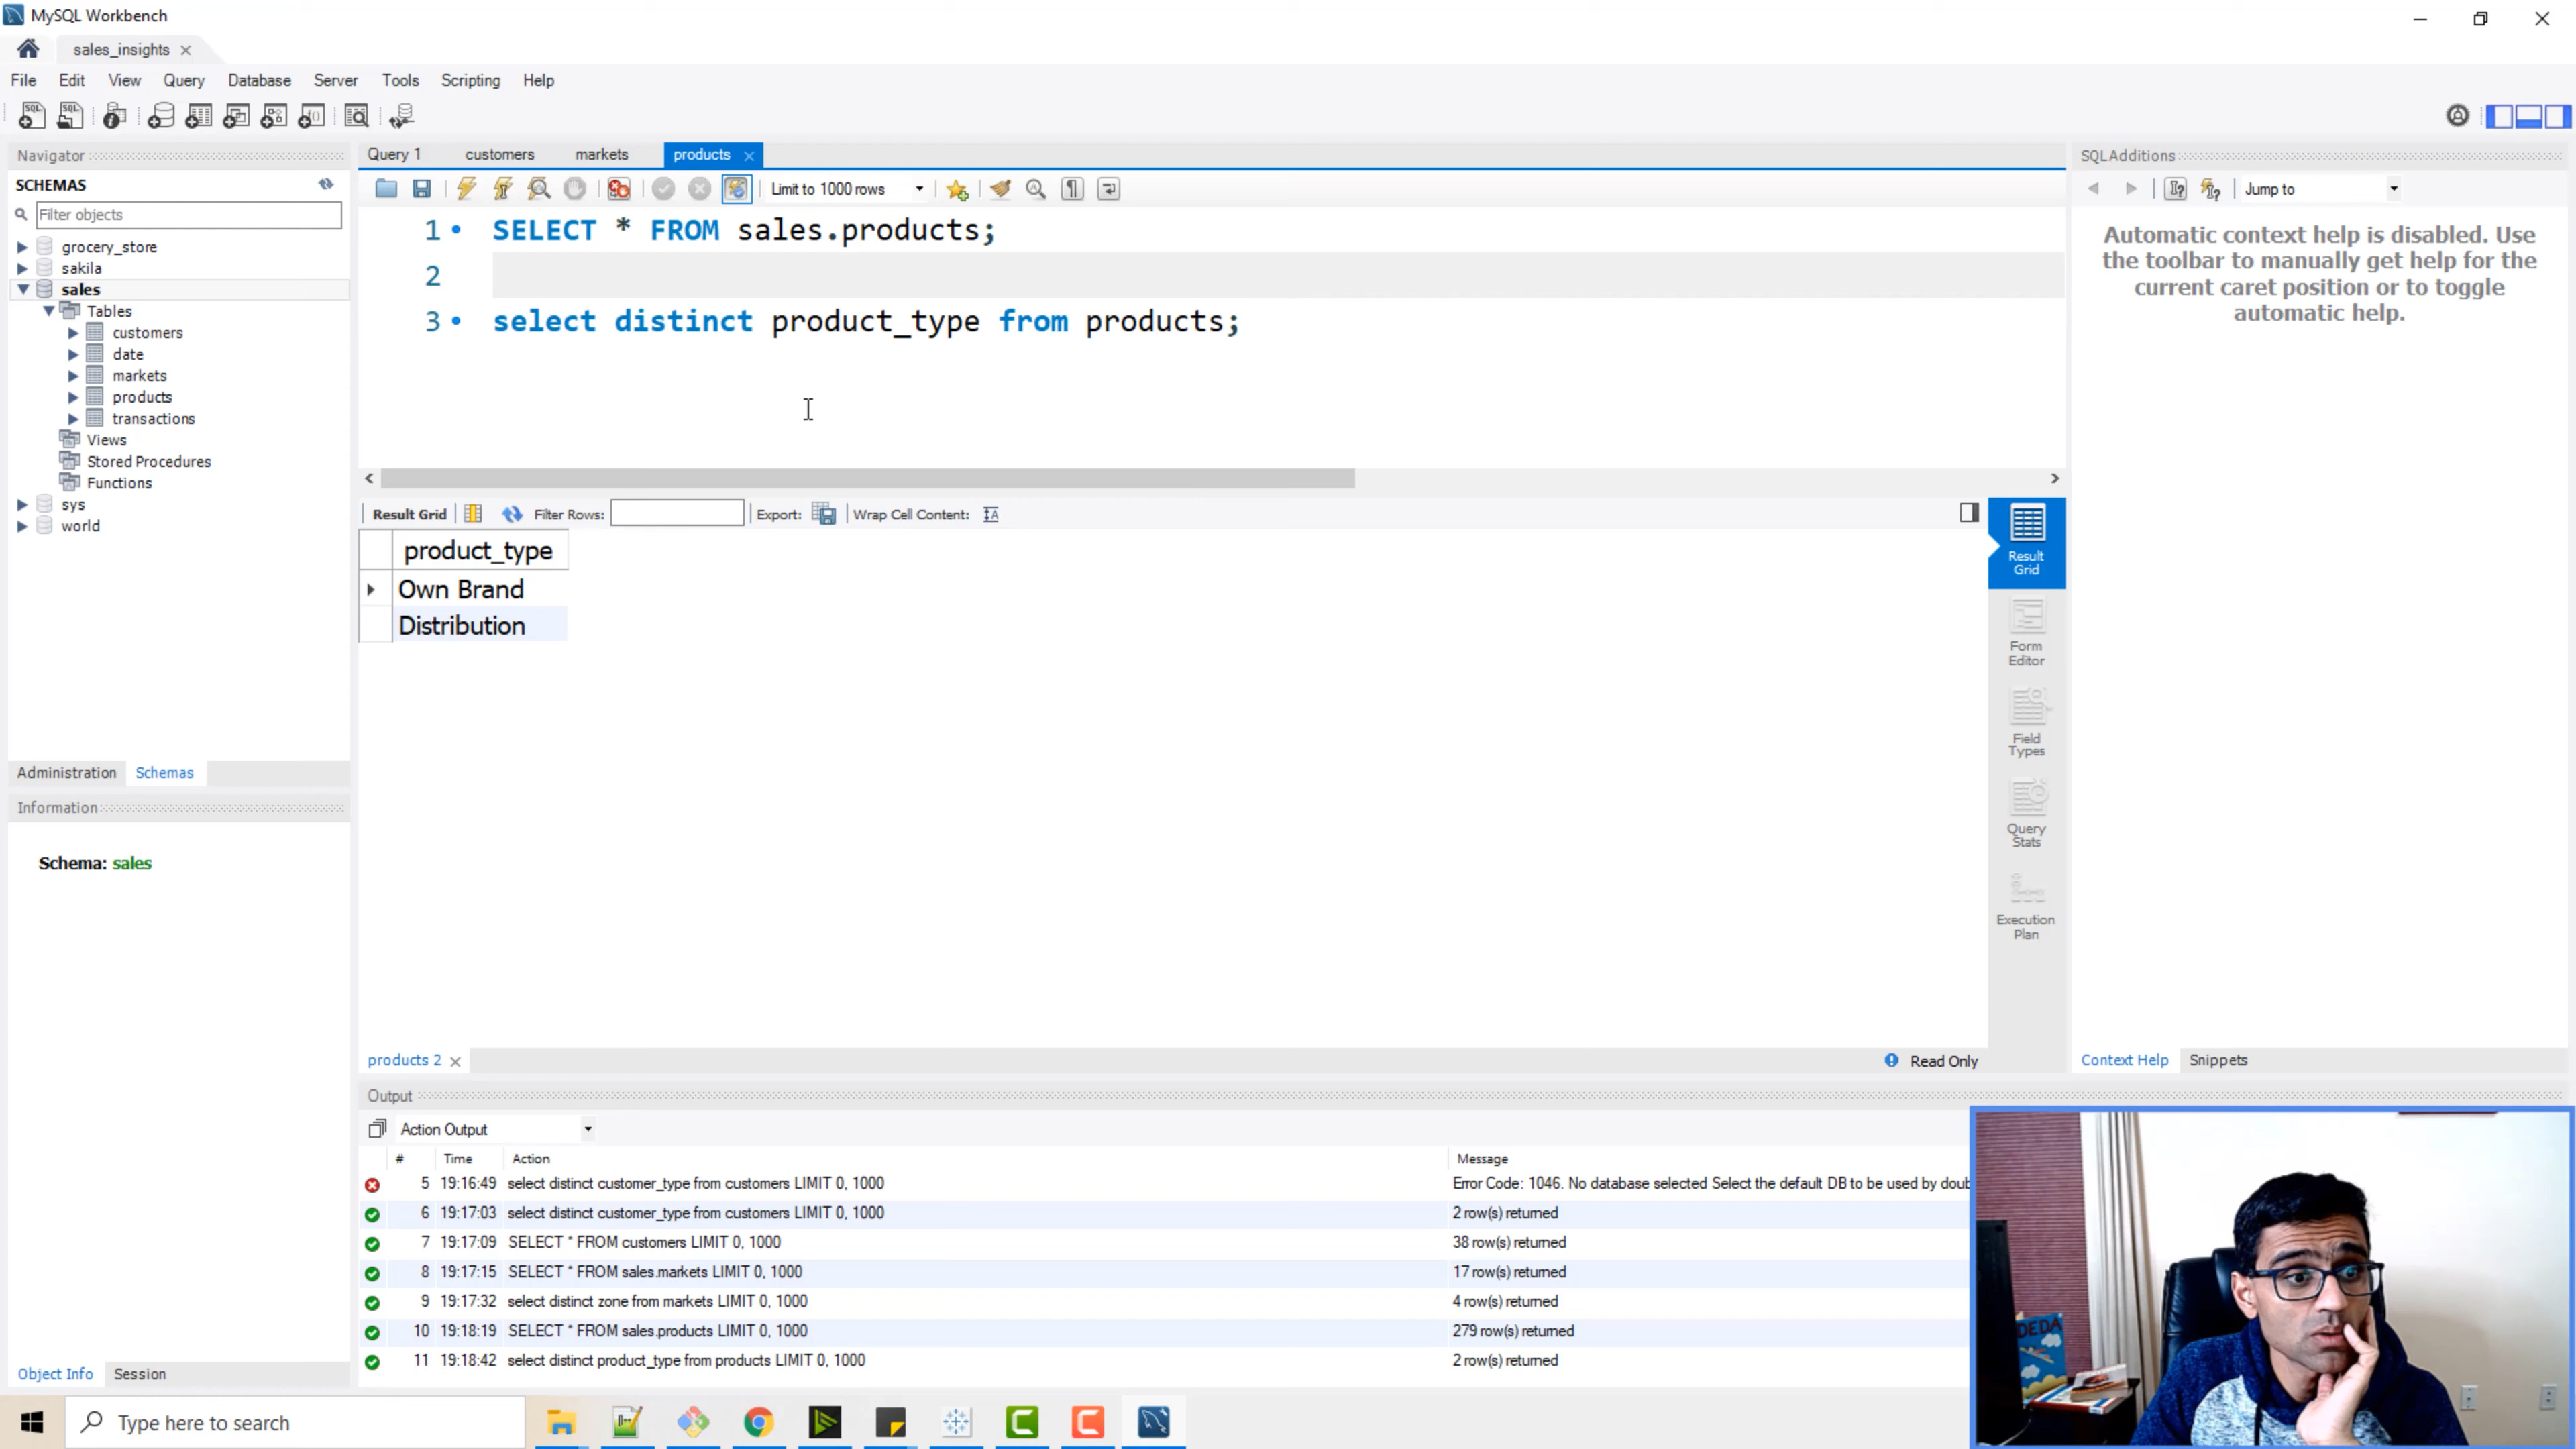 MySQL Workbench
sales_insights
File Edit View Query Database Server Tools Scripting Help
Navigator
SCHEMAS
Filter objects
grocery_store
sakila
sales
Tables
customers
date
markets
products
transactions
Views
Stored Procedures
Functions
sys
world
Administration Schemas
Information
Schema: sales
Object Info Session
Query 1 customers markets products
Limit to 1000 rows
1 SELECT * FROM sales.products;
2
3 select distinct product_type from products;
Result Grid Filter Rows: Export: Wrap Cell Content:
product_type
Own Brand
Distribution
Result
Grid
Form
Editor
Field
Types
Query
Stats
Execution
Plan
products 2 Read Only
SQLAdditions
Jump to
Automatic context help is disabled. Use
the toolbar to manually get help for the
current caret position or to toggle
automatic help.
Context Help Snippets
Output
Action Output
# Time Action Message
5 19:16:49 select distinct customer_type from customers LIMIT 0, 1000 Error Code: 1046. No database selected Select the default DB to be used by doub
6 19:17:03 select distinct customer_type from customers LIMIT 0, 1000 2 row(s) returned
7 19:17:09 SELECT * FROM customers LIMIT 0, 1000 38 row(s) returned
8 19:17:15 SELECT * FROM sales.markets LIMIT 0, 1000 17 row(s) returned
9 19:17:32 select distinct zone from markets LIMIT 0, 1000 4 row(s) returned
10 19:18:19 SELECT * FROM sales.products LIMIT 0, 1000 279 row(s) returned
11 19:18:42 select distinct product_type from products LIMIT 0, 1000 2 row(s) returned
Type here to search